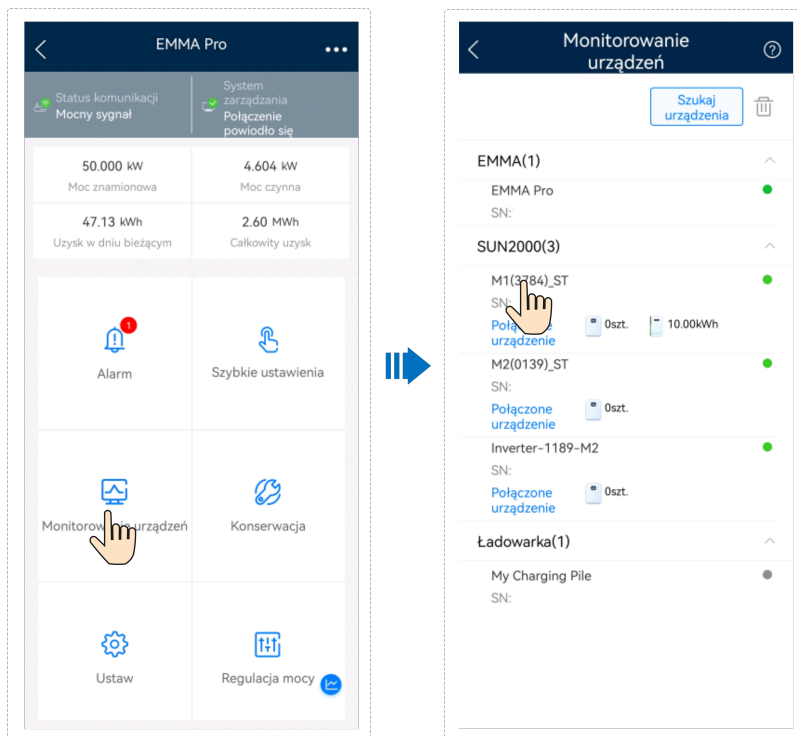 EMMA Pro
Status komunikacji
Mocny sygnał
System
zarządzania
Połączenie
powiodło się
50.000 kW
Moc znamionowa
4.604 kW
Moc czynna
47.13 kWh
Uzysk w dniu bieżącym
2.60 MWh
Całkowity uzysk
1
Alarm
Szybkie ustawienia
Monitorowanie urządzeń
Konserwacja
Ustaw
Regulacja mocy
Monitorowanie
urządzeń
Szukaj
urządzenia
EMMA(1)
EMMA Pro
SN:
SUN2000(3)
M1(3784)_ST
SN:
Połączone
urządzenie
0szt.
10.00kWh
M2(0139)_ST
SN:
Połączone
urządzenie
0szt.
Inverter-1189-M2
SN:
Połączone
urządzenie
0szt.
Ładowarka(1)
My Charging Pile
SN: